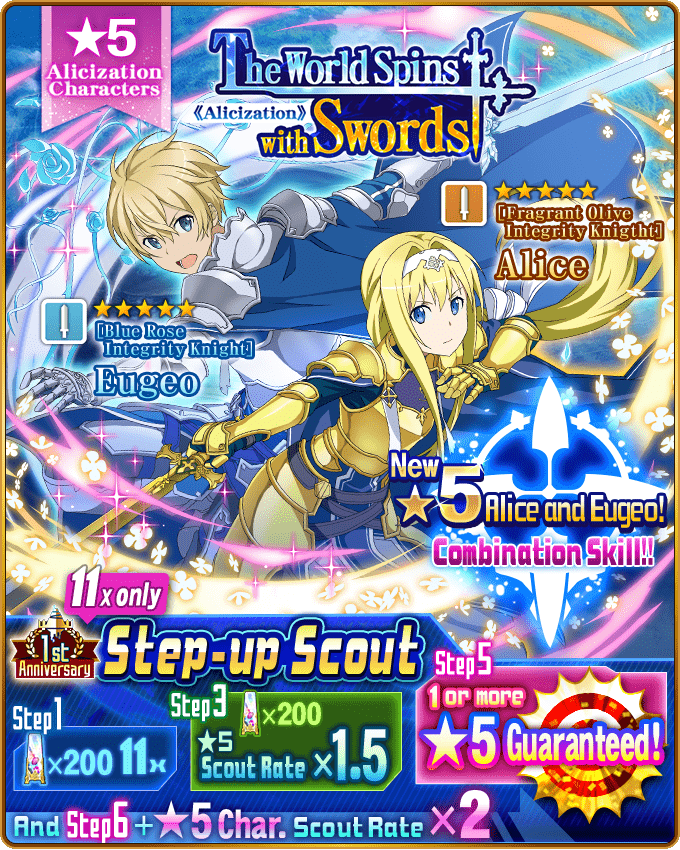 ★5
Alicization
Characters
The World Spins
《Alicization》
with Swords
★★★★★
[Fragrant Olive
Integrity Knigtht]
Alice
★★★★★
[Blue Rose
Integrity Knight]
Eugeo
New
★5 Alice and Eugeo!
Combination Skill!!
11x only
1st
Anniversary
Step-up Scout
Step1
×200 11x
Step3
×200
★5
Scout Rate ×1.5
Step5
1 or more
★5 Guaranteed!
And Step6 + ★5 Char. Scout Rate ×2